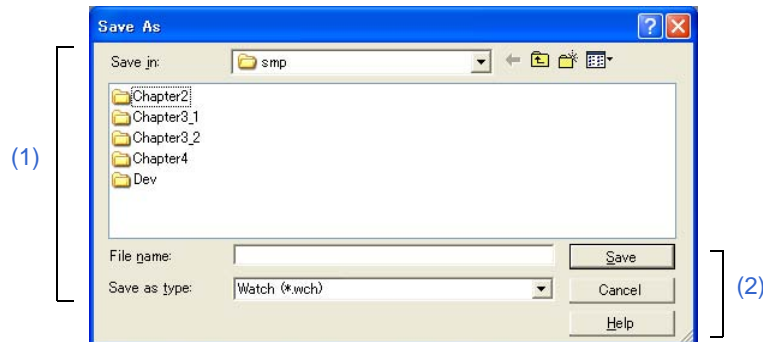 Save As
Save in:
smp
Chapter2
Chapter3_1
Chapter3_2
Chapter4
Dev
(1)
File name:
Save
Save as type:
Watch (*.wch)
Cancel
(2)
Help